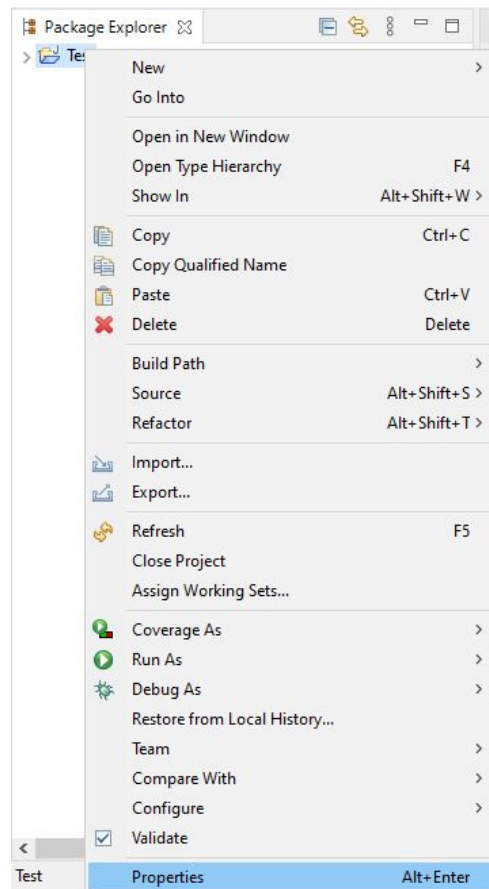 Package Explorer
Tes
New
Go Into
Open in New Window
Open Type Hierarchy F4
Show In Alt+Shift+W >
Copy Ctrl+C
Copy Qualified Name
Paste Ctrl+V
Delete Delete
Build Path >
Source Alt+Shift+S >
Refactor Alt+Shift+T >
Import...
Export...
Refresh F5
Close Project
Assign Working Sets...
Coverage As >
Run As >
Debug As >
Restore from Local History...
Team >
Compare With >
Configure >
Validate
Test Properties Alt+Enter